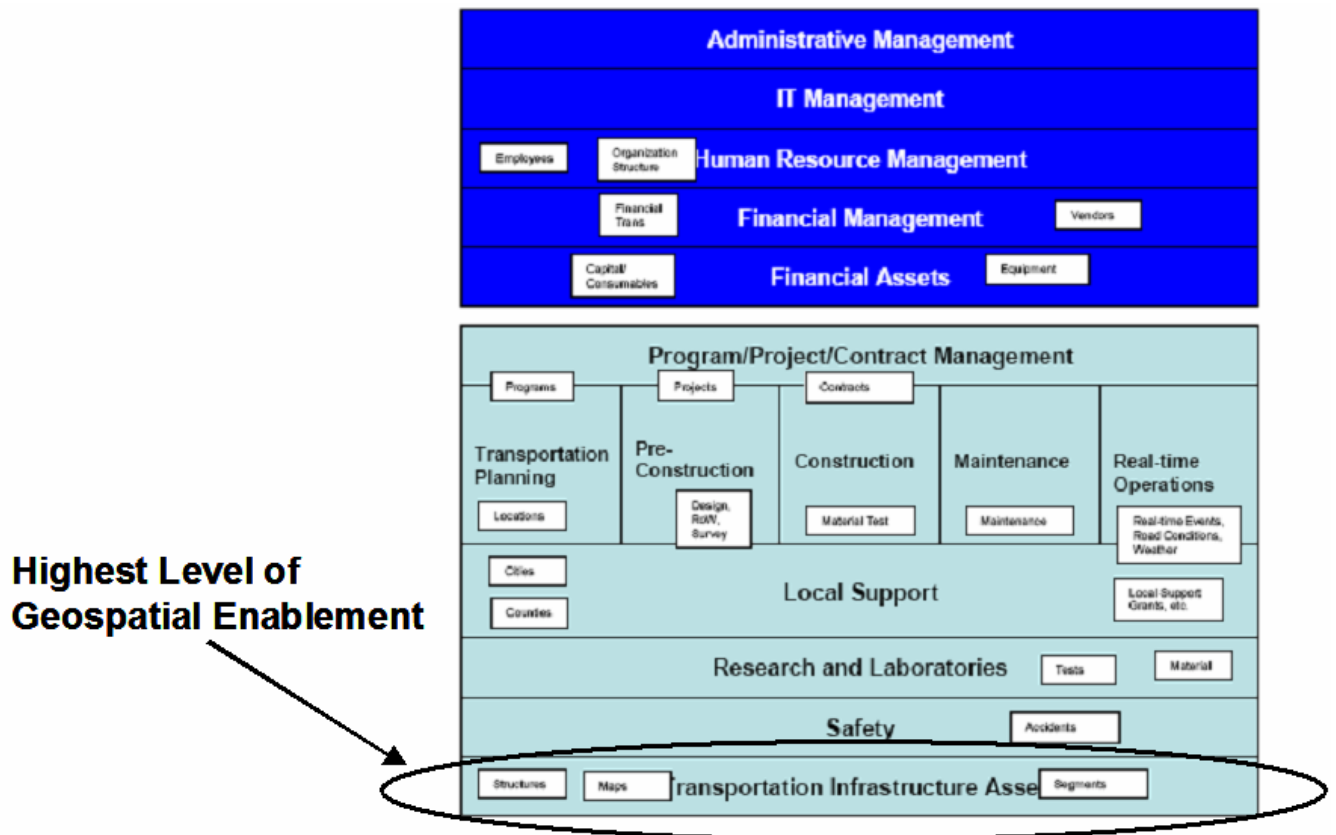 Administrative Management
IT Management
Employees
Organization
Structure
Human Resource Management
Financial
Trans
Financial Management
Vendors
Capital/
Consumables
Financial Assets
Equipment
Program/Project/Contract Management
Programs
Projects
Contracts
Transportation
Planning
Pre-
Construction
Construction
Maintenance
Real-time
Operations
Locations
Design,
RoW,
Survey
Material Test
Maintenance
Real-time Events,
Road Conditions,
Weather
Highest Level of
Geospatial Enablement
Cities
Counties
Local Support
Local Support
Grants, etc.
Research and Laboratories
Tests
Material
Safety
Accidents
Structures
Maps
ransportation Infrastructure Asse
Segments